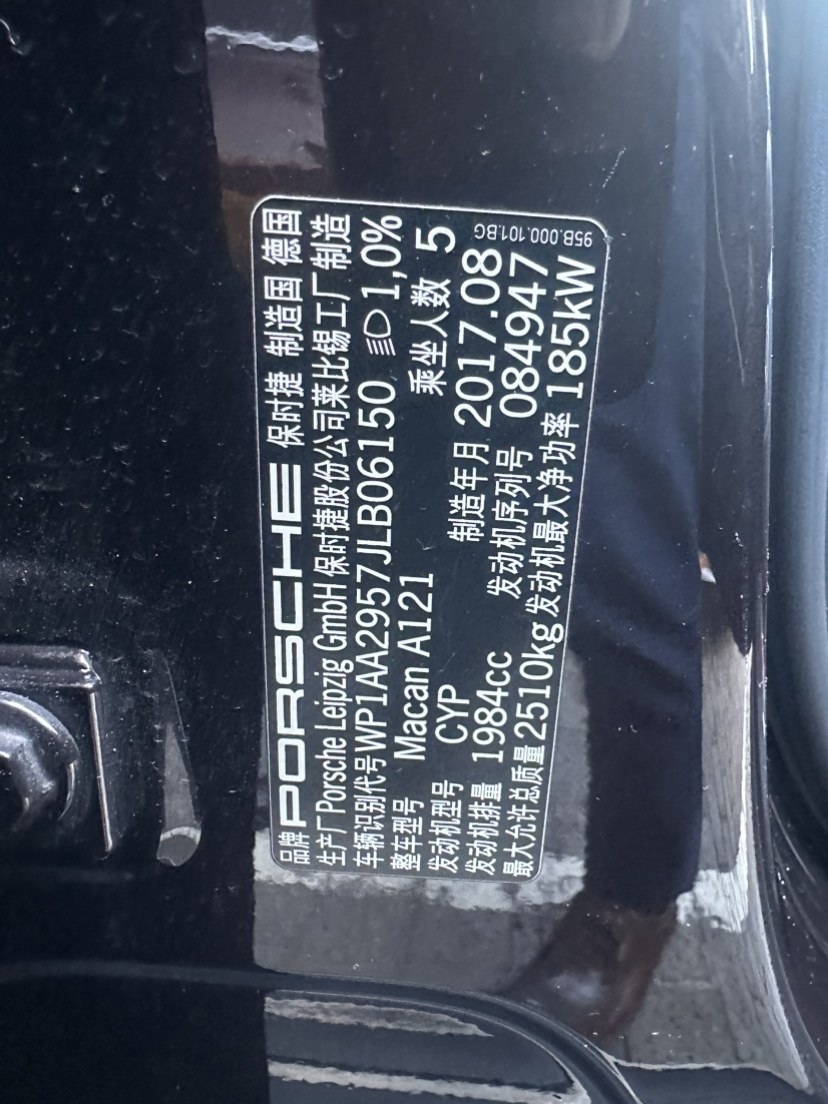 品牌 PORSCHE 保时捷 制造国 德国
生产厂 Porsche Leipzig GmbH 保时捷股份公司莱比锡工厂制造
车辆识别代号 WP1AA2957JLB06150 1,0%
整车型号 Macan A121 乘坐人数 5
发动机型号 CYP 制造年月 2017.08
发动机排量 1984cc 发动机序列号 084947
最大允许总质量 2510kg 发动机最大净功率 185kW
95B.000.101.BG